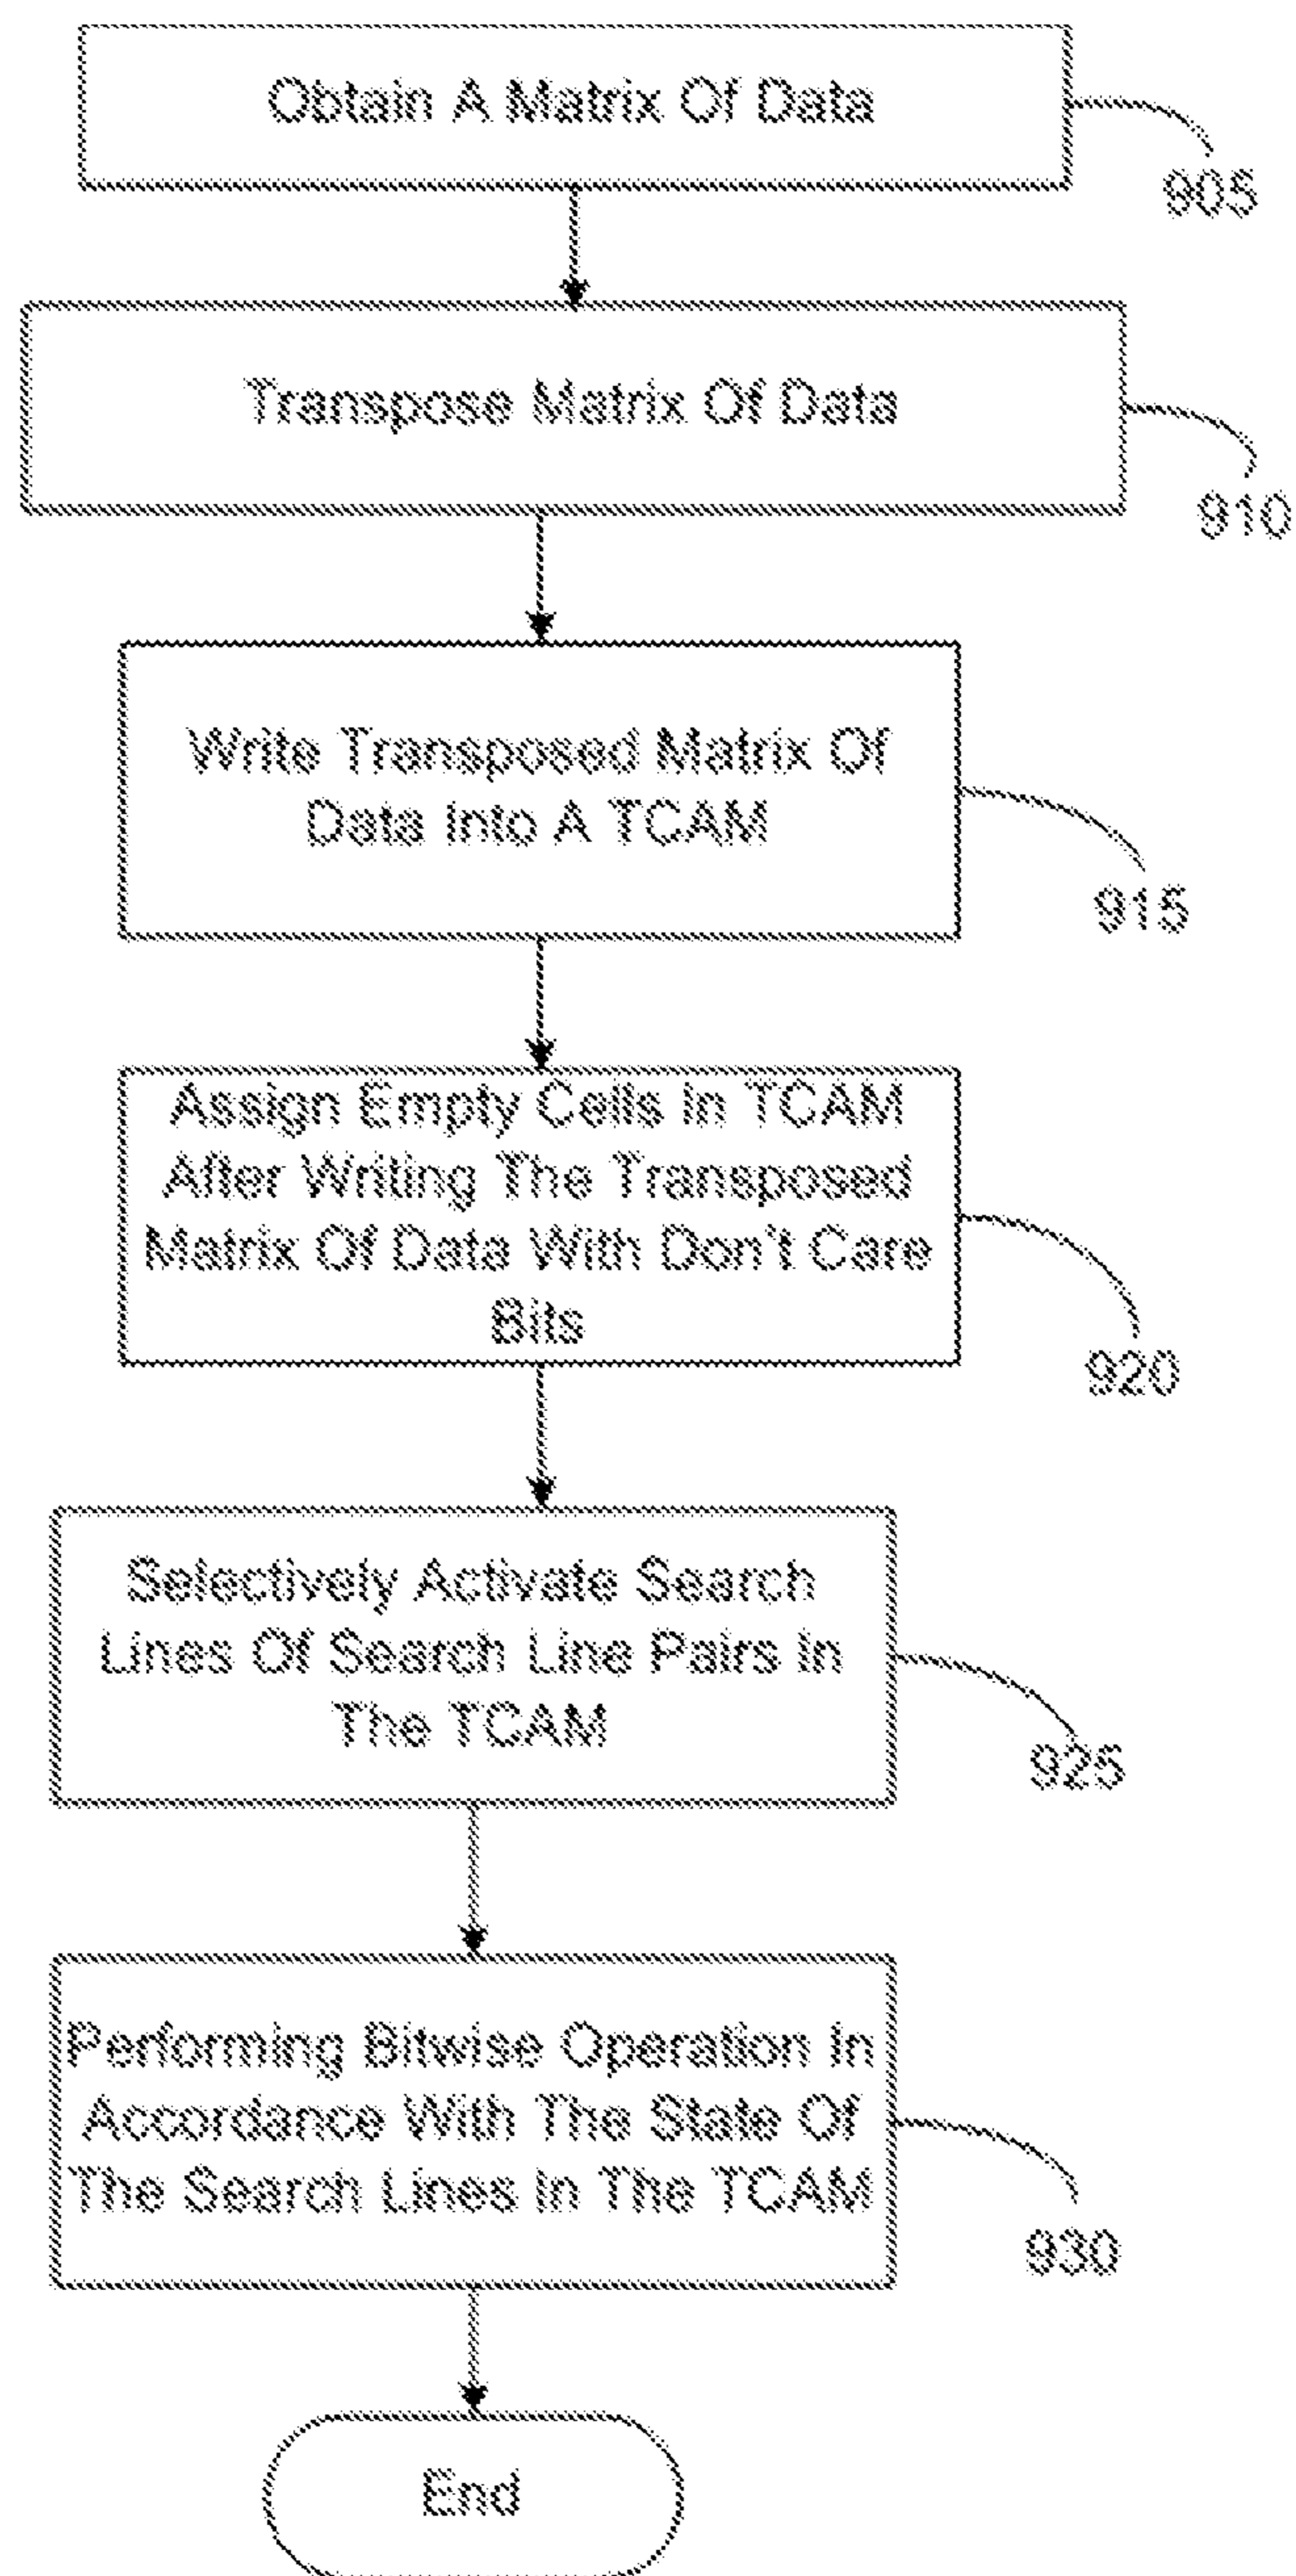 Obtain A Matrix Of Data
905
Transpose Matrix Of Data
910
Write Transposed Matrix Of
Data Into A TCAM
915
Assign Empty Cells In TCAM
After Writing The Transposed
Matrix Of Data With Don't Care
Bits
920
Selectively Activate Search
Lines Of Search Line Pairs In
The TCAM
925
Performing Bitwise Operation In
Accordance With The State Of
The Search Lines In The TCAM
930
End